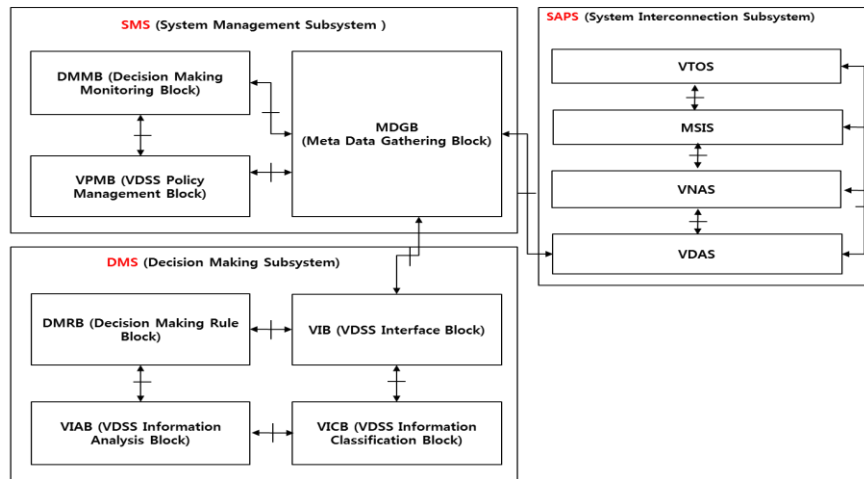 SMS (System Management Subsystem )
DMMB (Decision Making
Monitoring Block)
VPMB (VDSS Policy
Management Block)
MDGB
(Meta Data Gathering Block)
DMS (Decision Making Subsystem)
DMRB (Decision Making Rule
Block)
VIB (VDSS Interface Block)
VIAB (VDSS Information
Analysis Block)
VICB (VDSS Information
Classification Block)
SAPS (System Interconnection Subsystem)
VTOS
MSIS
VNAS
VDAS